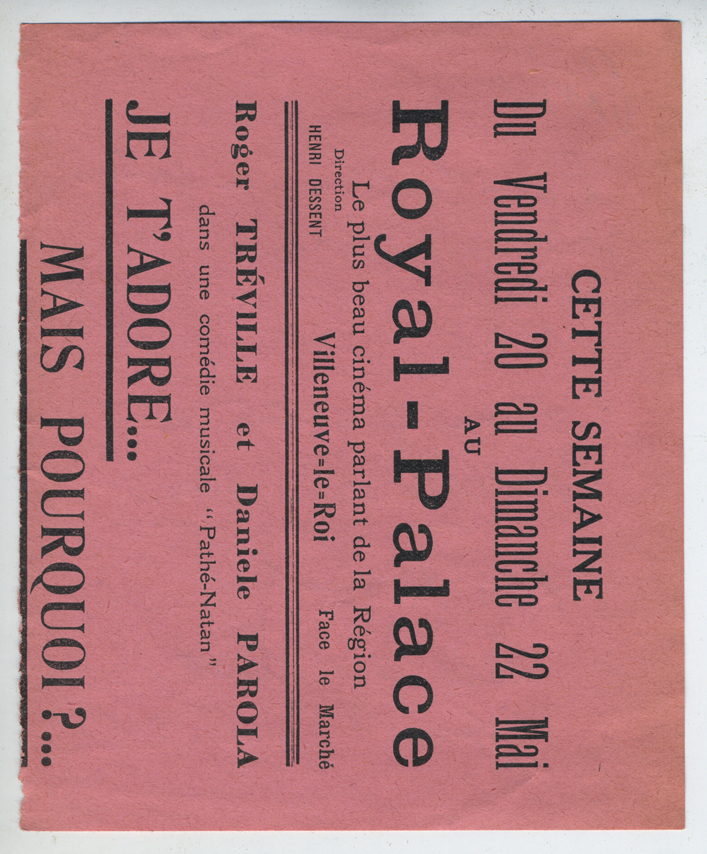 CETTE SEMAINE
Du Vendredi 20 au Dimanche 22 Mai
AU
Royal-Palace
Le plus beau cinéma parlant de la Région
Direction
HENRI DESSENT Villeneuve=le=Roi Face le Marché
Roger TRÉVILLE et Daniele PAROLA
dans une comédie musicale “Pathé-Natan”
JE T'ADORE...
MAIS POURQUOI ?...